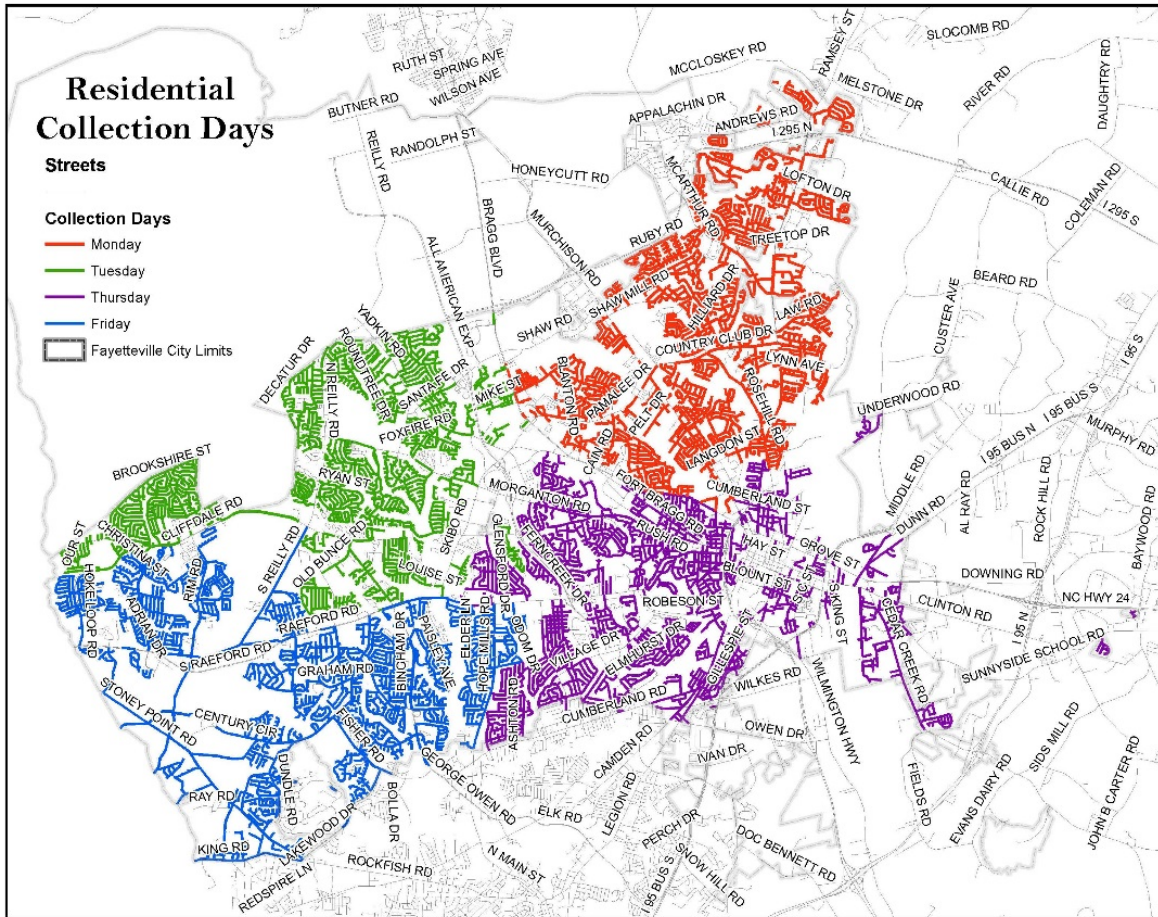 Residential
Collection Days
Streets
Collection Days
Monday
Tuesday
Thursday
Friday
Fayetteville City Limits
RUTH ST
SPRING AVE
WILSON AVE
BUTNER RD
REILLY RD
RANDOLPH ST
HONEYCUTT RD
MCCLOSKEY RD
RAMSEY ST
SLOCOMB RD
MELSTONE DR
RIVER RD
DAUGHTRY RD
APPALACHIN DR
ANDREWS RD
I 295 N
MCARTHUR RD
LOFTON DR
CALLIE RD
COLEMAN RD
I 295 S
BRAGG BLVD
MURCHISON RD
ALL AMERICAN EXP
RUBY RD
TREETOP DR
SHAW MILL RD
HILLIARD DR
LAW RD
BEARD RD
CUSTER AVE
SHAW RD
COUNTRY CLUB DR
LYNN AVE
I 95 S
YADKIN RD
ROUNDTREE DR
DECATUR DR
N REILLY RD
SANTA FE DR
MIKE ST
BLANTON RD
PAMALEE DR
PELT DR
ROSEHILL RD
UNDERWOOD RD
I 95 BUS S
FOXFIRE RD
CAIN RD
LANGDON ST
I 95 BUS N
MURPHY RD
BROOKSHIRE ST
RYAN ST
MORGANTON RD
FORT BRAGG RD
CUMBERLAND ST
MIDDLE RD
AL RAY RD
ROCK HILL RD
BAYWOOD RD
CLIFFDALE RD
CHRISTINA ST
SKIBO RD
RUSH RD
HAY ST
GROVE ST
DUNN RD
S REILLY RD
OLD BUNCE RD
GLENSFORD DR
FERNCREEK DR
BLOUNT ST
DOWNING RD
HOKE LOOP RD
RIM RD
LOUISE ST
S C ST
S KING ST
NC HWY 24
ADRIAN DR
RAEFORD RD
ROBESON ST
CLINTON RD
CEDAR CREEK RD
I 95 N
S RAEFORD RD
BINGHAM DR
PAISLEY AVE
ELDER LN
HOPE MILLS RD
ODOM DR
VILLAGE DR
ELMHURST DR
GILLESPIE ST
SUNNYSIDE SCHOOL RD
GRAHAM RD
STONEY POINT RD
CENTURY CIR
FISHER RD
ASHTON RD
CUMBERLAND RD
WILKES RD
WILMINGTON HWY
OWEN DR
DUNDLE RD
GEORGE OWEN RD
CAMDEN RD
IVAN DR
SIDS MILL RD
RAY RD
BOLLA DR
ELK RD
LEGION RD
FIELDS RD
EVANS DAIRY RD
JOHN B CARTER RD
KING RD
LAKEWOOD DR
PERCH DR
DOC BENNETT RD
ROCKFISH RD
N MAIN ST
SNOW HILL RD
REDSPIRE LN
I 95 BUS S